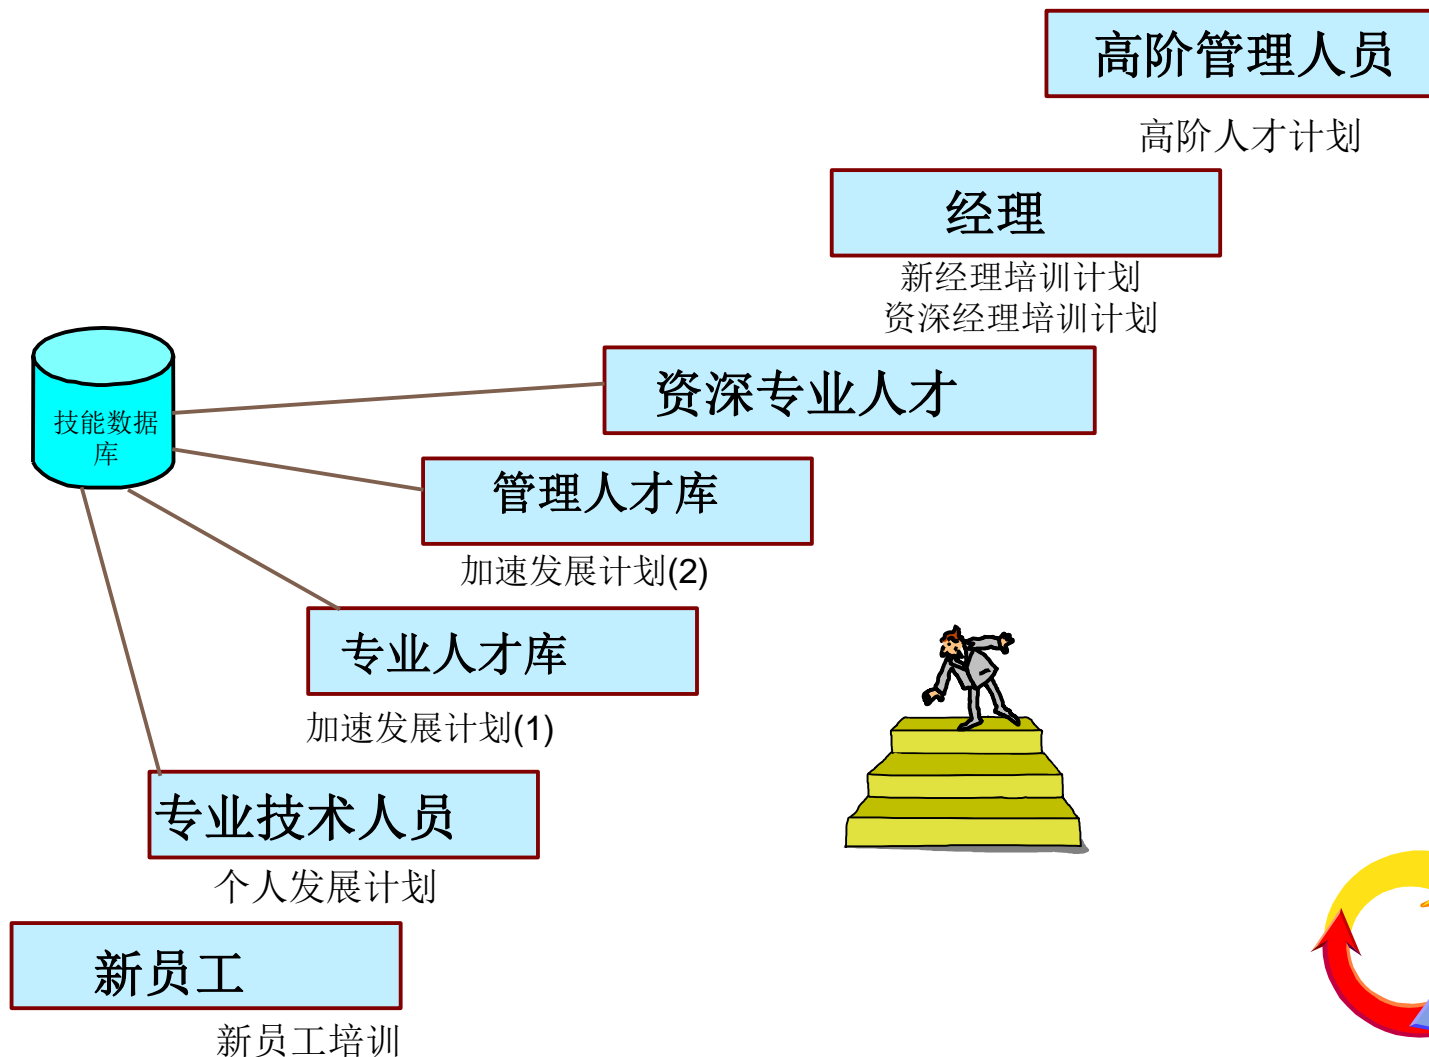 高阶管理人员
高阶人才计划
经理
新经理培训计划
资深经理培训计划
资深专业人才
技能数据
库
管理人才库
加速发展计划(2)
专业人才库
加速发展计划(1)
专业技术人员
个人发展计划
新员工
新员工培训